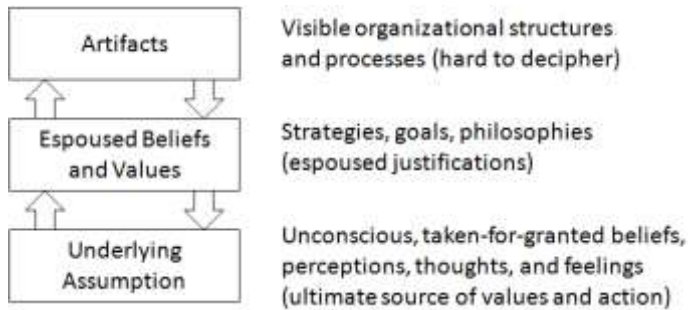 Artifacts
Visible organizational structures
and processes (hard to decipher)
Espoused Beliefs
and Values
Strategies, goals, philosophies
(espoused justifications)
Underlying
Assumption
Unconscious, taken-for-granted beliefs,
perceptions, thoughts, and feelings
(ultimate source of values and action)